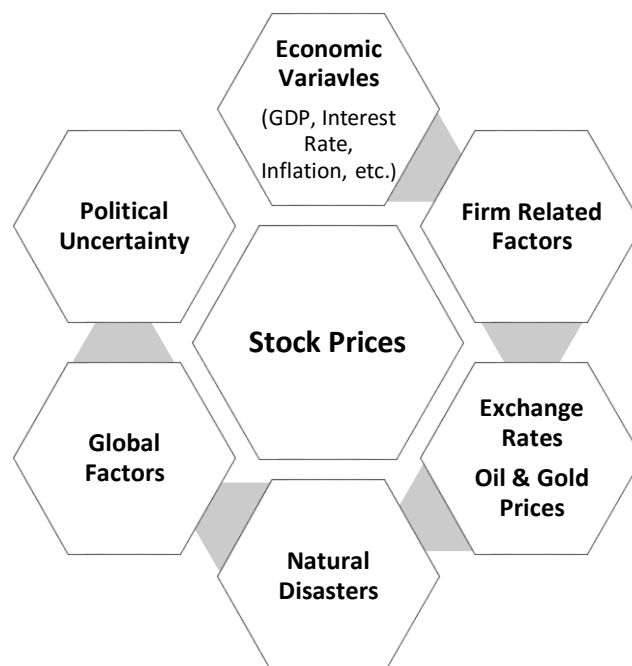 Economic
Variavles
(GDP, Interest
Rate,
Inflation, etc.)
Political
Uncertainty
Firm Related
Factors
Stock Prices
Global
Factors
Exchange
Rates
Oil & Gold
Prices
Natural
Disasters